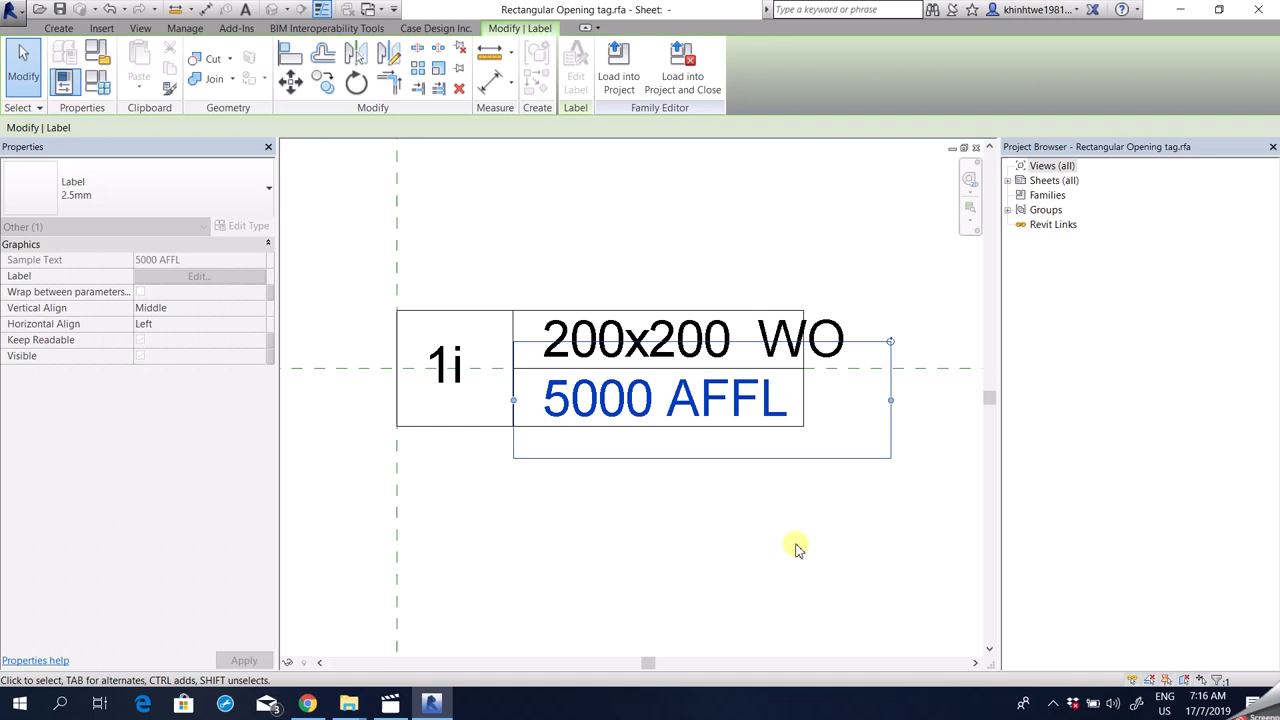 Rectangular Opening tag.rfa - Sheet: -
Type a keyword or phrase
khintwe1981...
Create Insert View Manage Add-Ins BIM Interoperability Tools Case Design Inc. Modify | Label
Modify
Paste
Cut
Join
Edit
Label
Load into
Project
Load into
Project and Close
Select Properties Clipboard Geometry Modify Measure Create Label Family Editor
Modify | Label
Properties
Label
2.5mm
Other (1)
Edit Type
Graphics
Sample Text 5000 AFFL
Label Edit...
Wrap between parameters...
Vertical Align Middle
Horizontal Align Left
Keep Readable
Visible
Properties help
Apply
1i
200x200 WO
5000 AFFL
Project Browser - Rectangular Opening tag.rfa
Views (all)
Sheets (all)
Families
Groups
Revit Links
Click to select, TAB for alternates, CTRL adds, SHIFT unselects.
:1
3
ENG
US
7:16 AM
17/7/2019